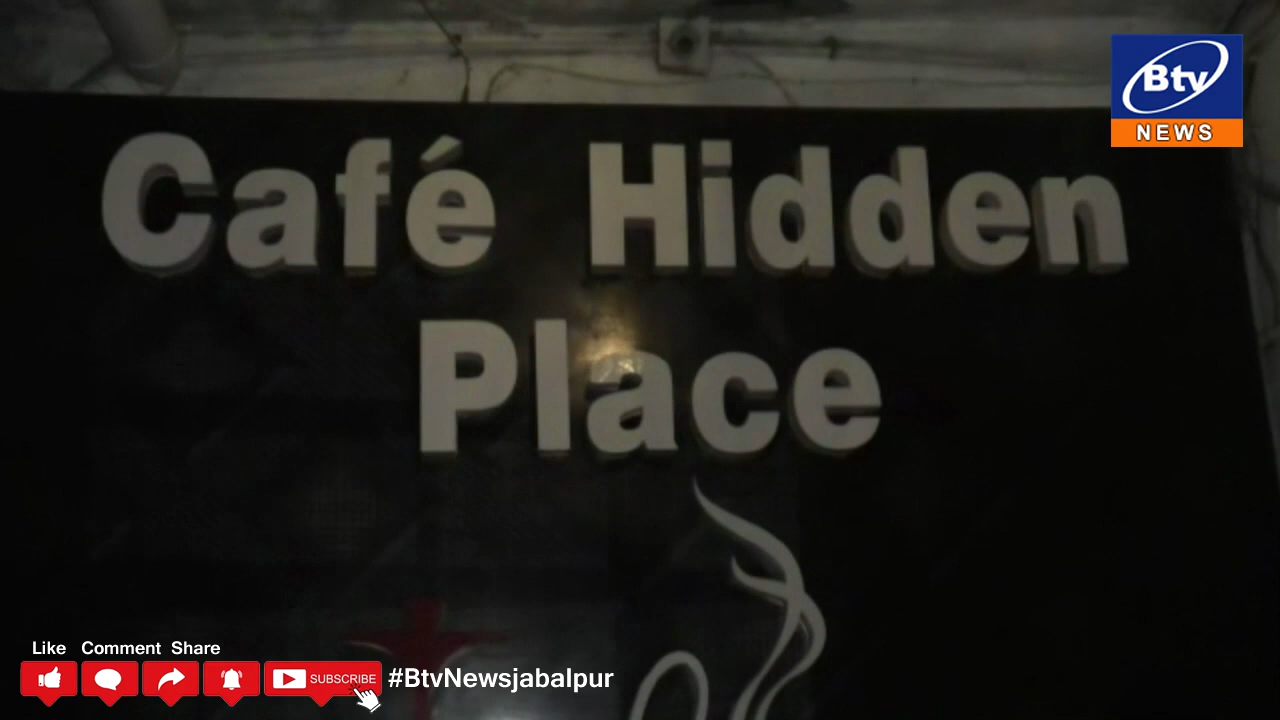 Btv
NEWS
Café Hidden
Place
Like Comment Share
SUBSCRIBE
#BtvNewsjabalpur